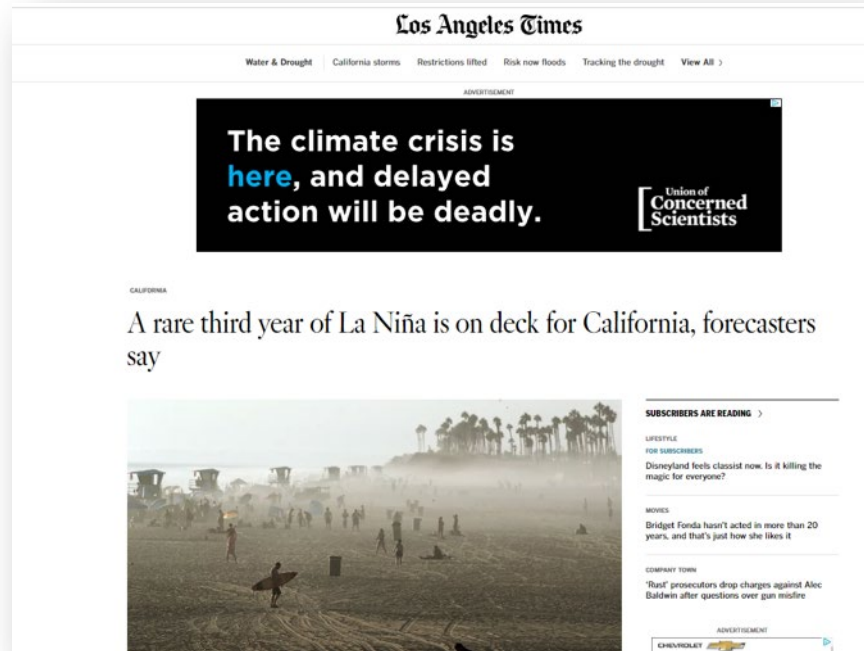 Los Angeles Times
Water & Drought California storms Restrictions lifted Risk now floods Tracking the drought View All >
ADVERTISEMENT
The climate crisis is
here, and delayed
action will be deadly.
Union of
Concerned
Scientists
CALIFORNIA
A rare third year of La Niña is on deck for California, forecasters
say
SUBSCRIBERS ARE READING >
LIFESTYLE
FOR SUBSCRIBERS
Disneyland feels classist now. Is it killing the
magic for everyone?
MOVIES
Bridget Fonda hasn't acted in more than 20
years, and that's just how she likes it
COMPANY TOWN
'Rust' prosecutors drop charges against Alec
Baldwin after questions over gun misfire
ADVERTISEMENT
CHEVROLET